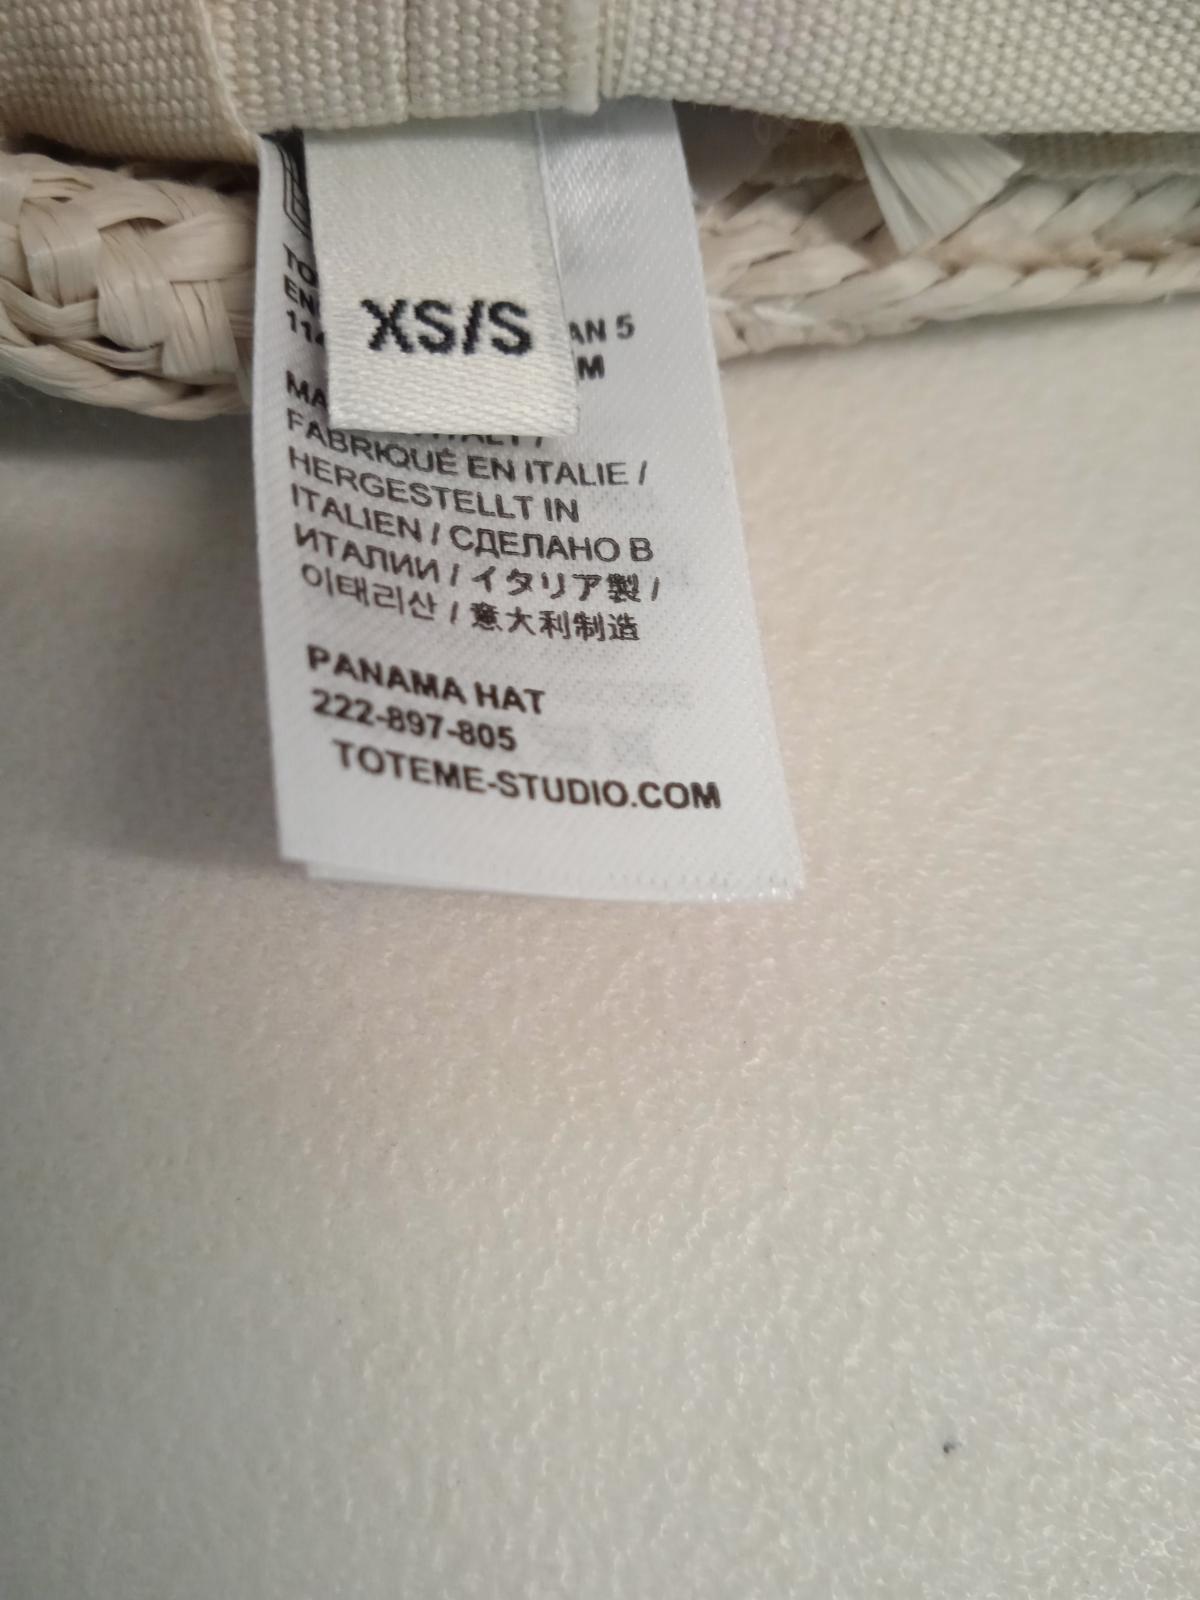 XS/S
AN 5
M
FABRIQUÉ EN ITALIE /
HERGESTELLT IN
ITALIEN / СДЕЛАНО В
ИТАЛИИ / イタリア製 /
이태리산 / 意大利制造
PANAMA HAT
222-897-805
TOTEME-STUDIO.COM